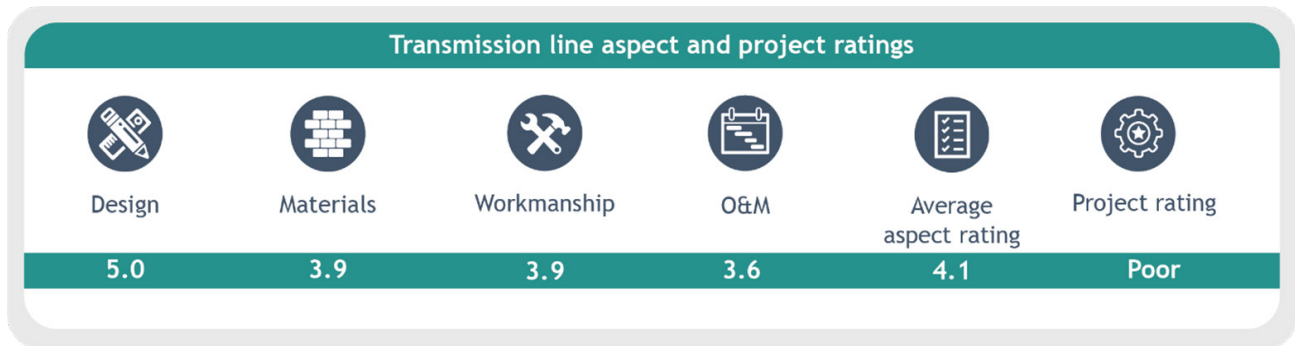 Transmission line aspect and project ratings
Design
Materials
Workmanship
O&M
Average
aspect rating
Project rating
5.0
3.9
3.9
3.6
4.1
Poor